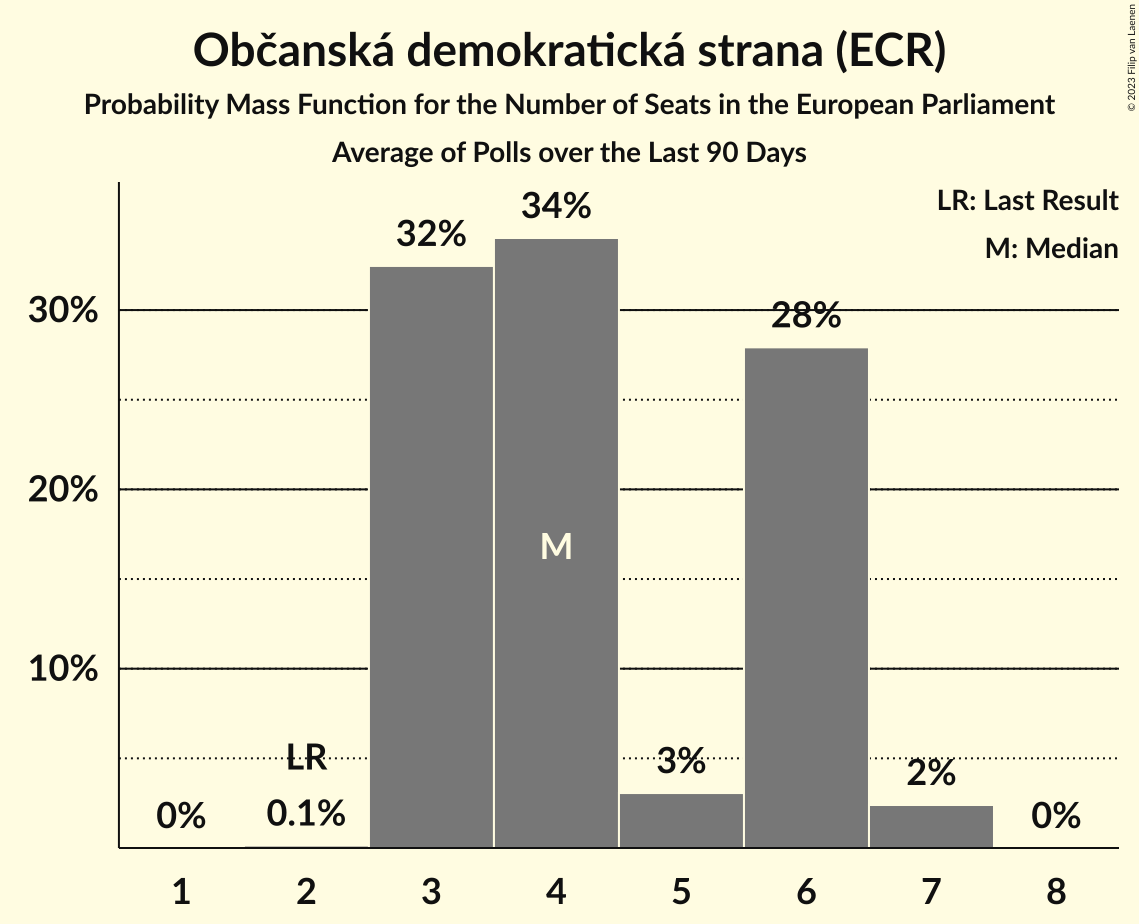 Občanská demokratická strana (ECR)
Probability Mass Function for the Number of Seats in the European Parliament
Average of Polls over the Last 90 Days
© 2023 Filip van Laenen
LR: Last Result
M: Median
30%
20%
10%
0%
LR
0.1%
32%
34%
M
3%
28%
2%
0%
1 2 3 4 5 6 7 8